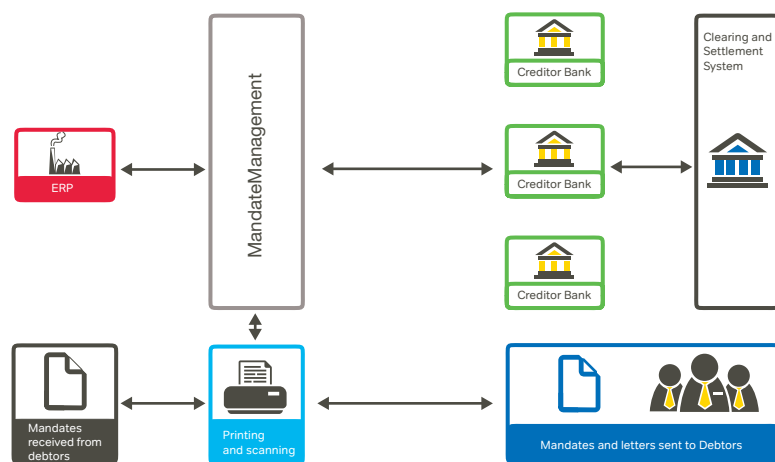 Clearing and
Settlement
System
Creditor Bank
MandateManagement
ERP
Creditor Bank
Creditor Bank
Mandates
received from
debtors
Printing
and scanning
Mandates and letters sent to Debtors